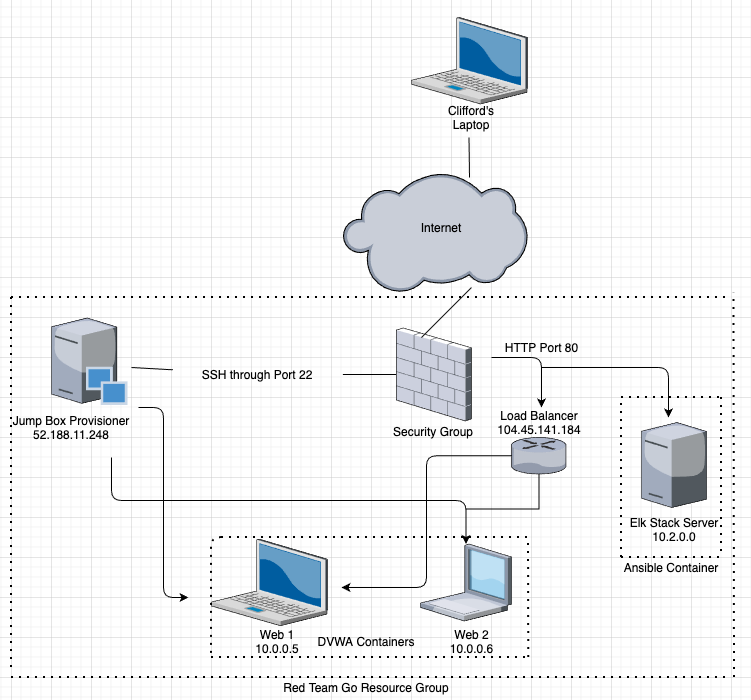 Clifford's
Laptop
Internet
HTTP Port 80
SSH through Port 22
Jump Box Provisioner
52.188.11.248
Security Group
Load Balancer
104.45.141.184
Elk Stack Server
10.2.0.0
Ansible Container
Web 1
10.0.0.5
DVWA Containers
Web 2
10.0.0.6
Red Team Go Resource Group